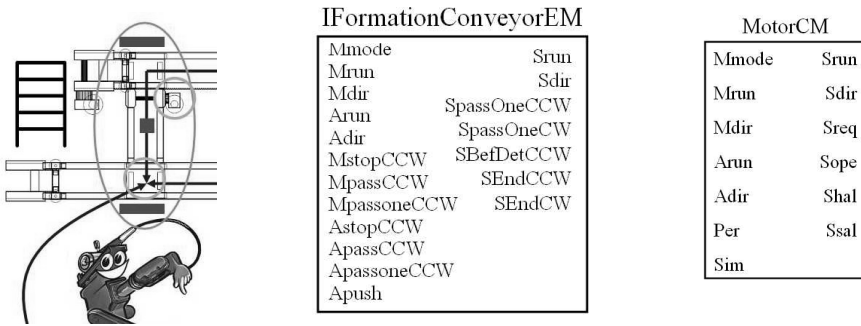 IFormationConveyorEM
Mmode
Mrun
Mdir
Arun
Adir
MstopCCW
MpassCCW
MpassoneCCW
AstopCCW
ApassCCW
ApassoneCCW
Apush
Srun
Sdir
SpassOneCCW
SpassOneCW
SBefDetCCW
SEndCCW
SEndCW
MotorCM
Mmode Srun
Mrun Sdir
Mdir Sreq
Arun Sope
Adir Shal
Per Ssal
Sim